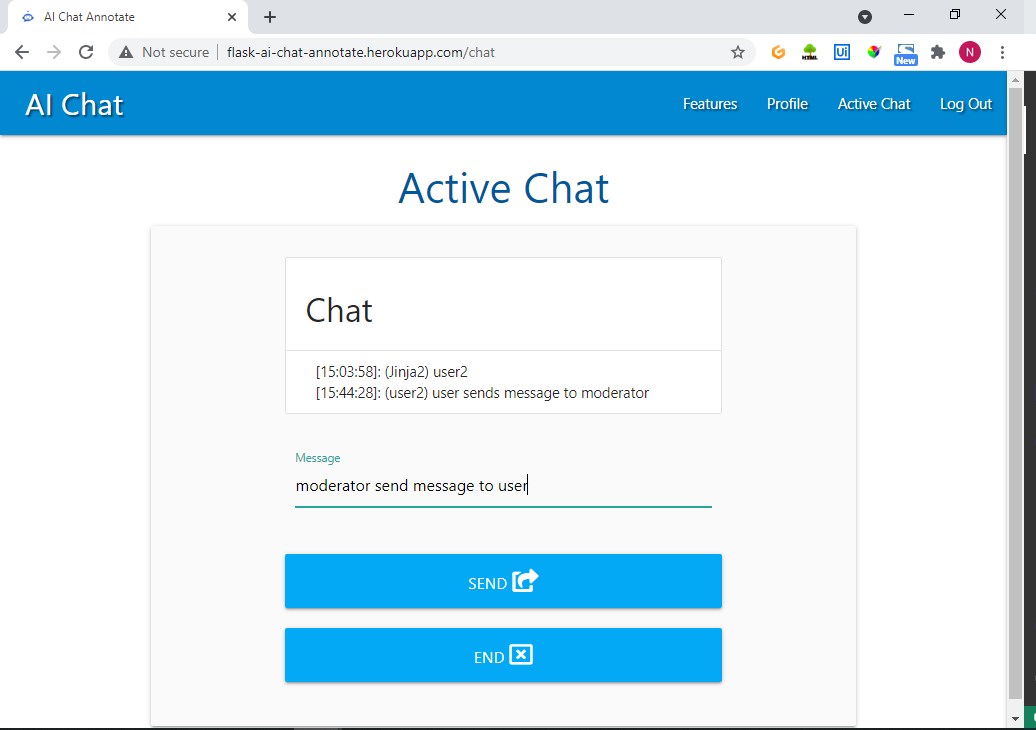 AI Chat Annotate
Not secure
flask-ai-chat-annotate.herokuapp.com/chat
Ui
HTML
New
N
AI Chat
Features
Profile
Active Chat
Log Out
Active Chat
Chat
[15:03:58]: (Jinja2) user2
[15:44:28]: (user2) user sends message to moderator
Message
moderator send message to user
SEND
END